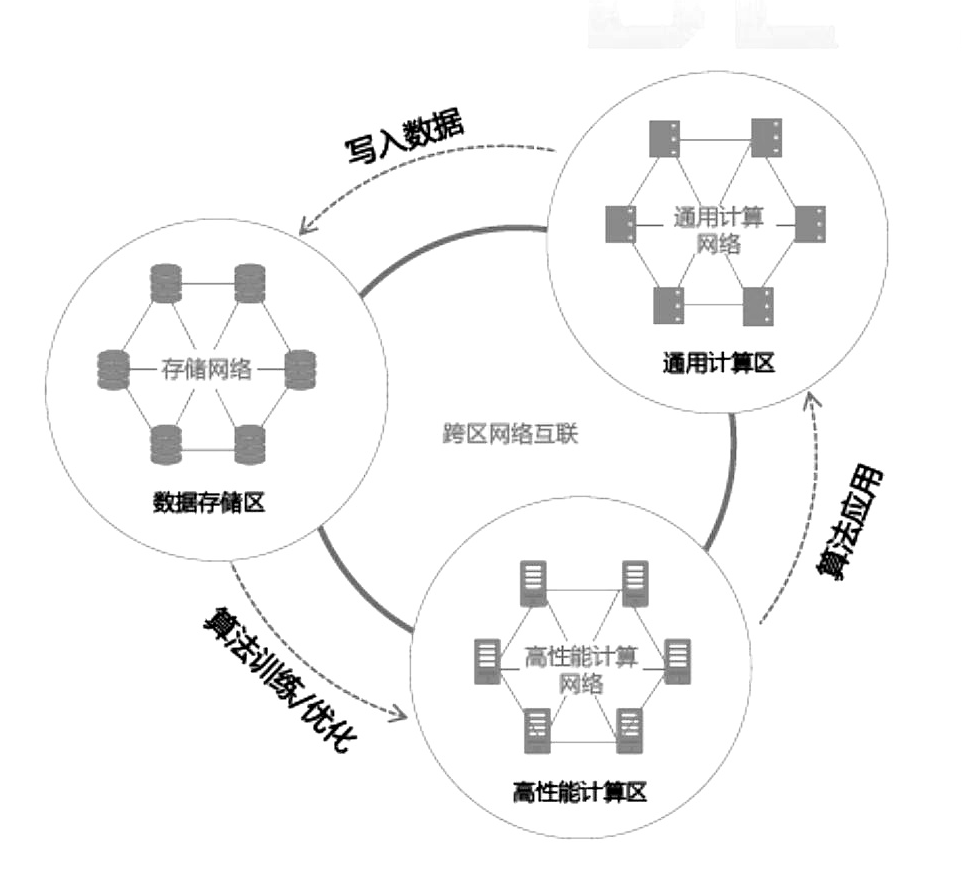 写入数据
通用计算
网络
通用计算区
存储网络
数据存储区
跨区网络互联
算法应用
算法训练/优化
高性能计算
网络
高性能计算区